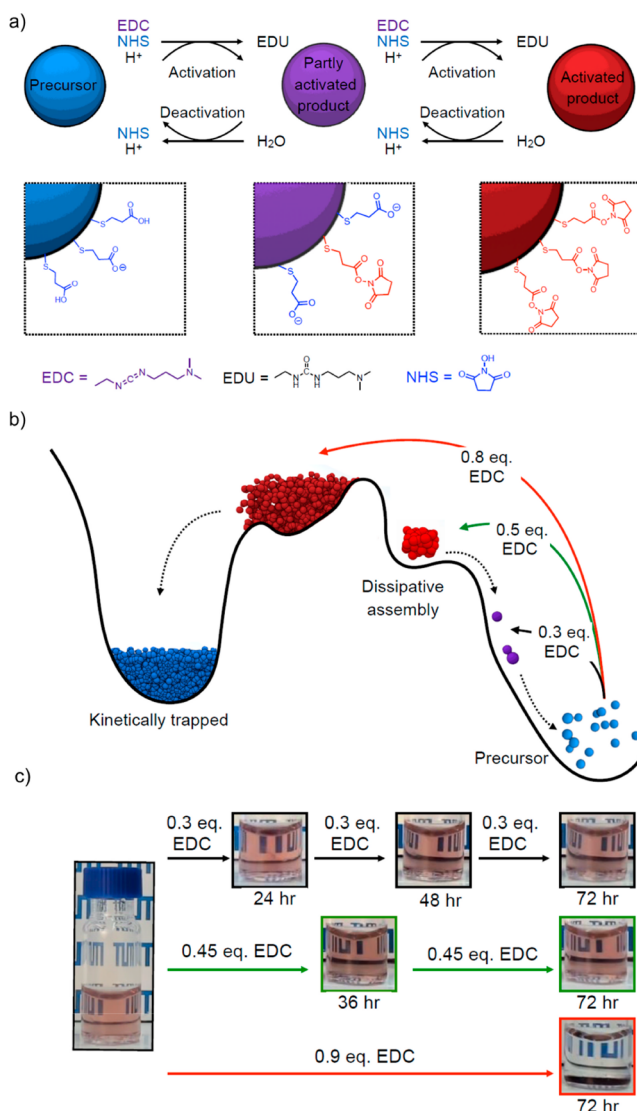 a)
EDC
NHS
H⁺
EDU
EDC
NHS
H⁺
EDU
Precursor
Activation
Partly
activated
product
Activation
Activated
product
Deactivation
Deactivation
NHS
H⁺
H₂O
NHS
H⁺
H₂O
O
OH
S
O
S
O⊖
S
HO
O
O
O⊖
S
O
S
O
N
O
O
S
O
O⊖
O
O
S
O
N
O
O
S
O
N
O
O
O
S
O
O
O
N
O
EDC =
N
C
N
N
EDU =
O
N
H
C
N
H
N
NHS =
OH
O
N
O
b)
0.8 eq.
EDC
0.5 eq.
EDC
Dissipative
assembly
0.3 eq.
EDC
Kinetically trapped
Precursor
c)
0.3 eq.
EDC
0.3 eq.
EDC
0.3 eq.
EDC
24 hr
48 hr
72 hr
0.45 eq. EDC
0.45 eq. EDC
36 hr
72 hr
0.9 eq. EDC
72 hr